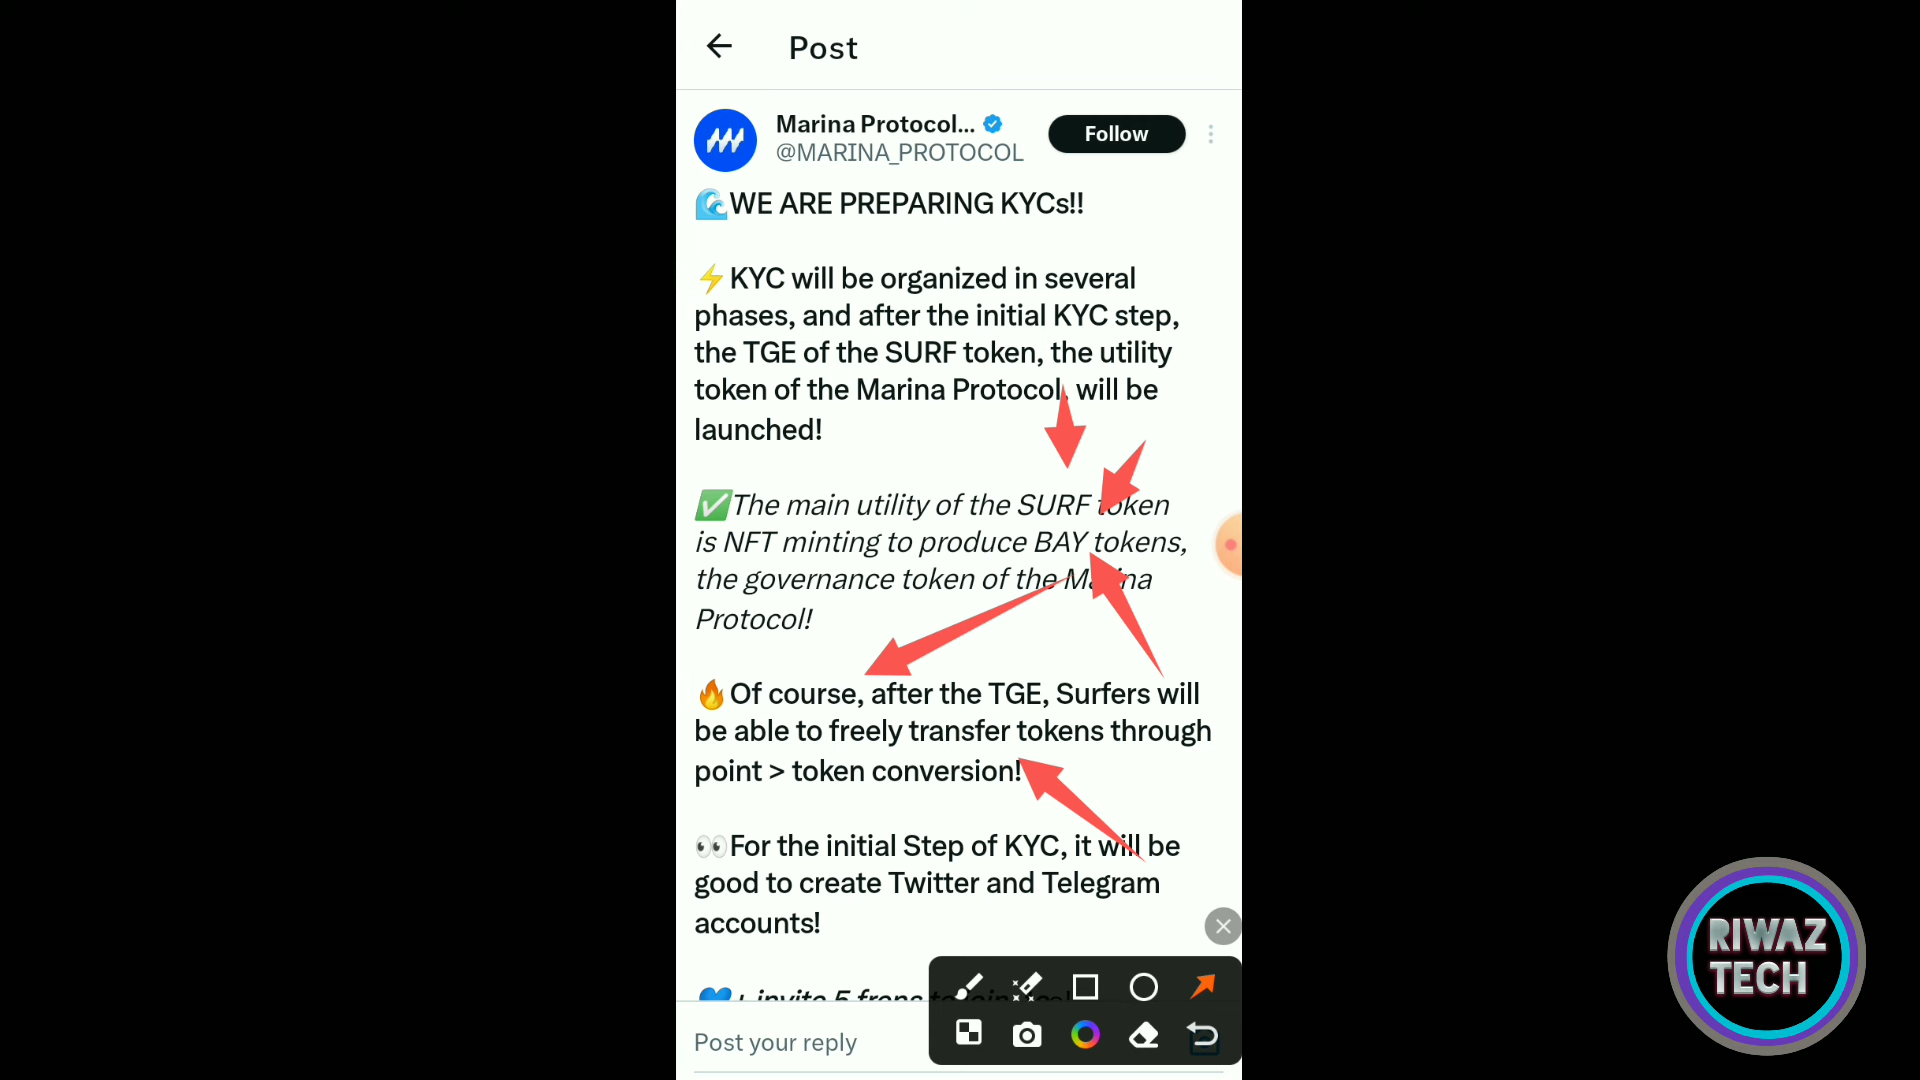 Post
Marina Protocol...
Follow
@MARINA_PROTOCOL
🌊WE ARE PREPARING KYCs!!
⚡KYC will be organized in several
phases, and after the initial KYC step,
the TGE of the SURF token, the utility
token of the Marina Protocol, will be
launched!
✅The main utility of the SURF token
is NFT minting to produce BAY tokens,
the governance token of the Marina
Protocol!
🔥Of course, after the TGE, Surfers will
be able to freely transfer tokens through
point > token conversion!
👀For the initial Step of KYC, it will be
good to create Twitter and Telegram
accounts!
💙+ invite 5 frens to
Post your reply
RIWAZ
TECH